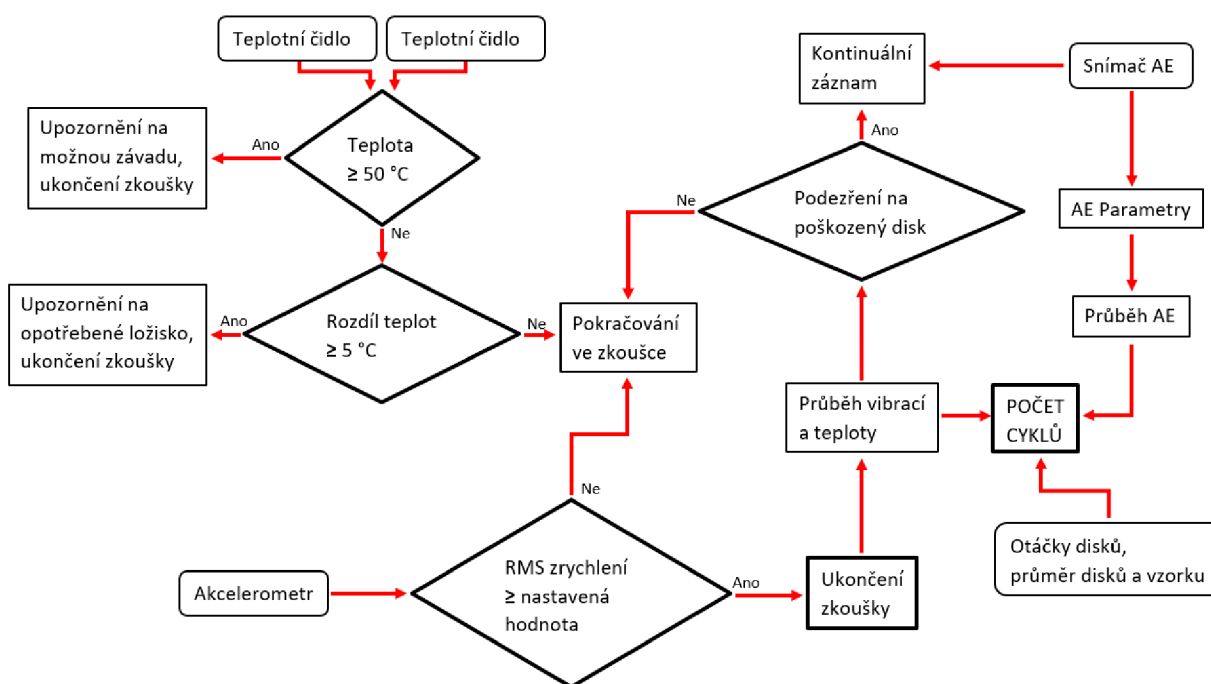 Teplotní čidlo
Teplotní čidlo
Kontinuální
záznam
Snímač AE
Upozornění na
možnou závadu,
ukončení zkoušky
Ano
Teplota
≥ 50 °C
Ne
Ano
Podezření na
poškozený disk
Ne
AE Parametry
Upozornění na
opotřebené ložisko,
ukončení zkoušky
Ano
Rozdíl teplot
≥ 5 °C
Ne
Pokračování
ve zkoušce
Průběh AE
Průběh vibrací
a teploty
POČET
CYKLŮ
Ne
Akcelerometr
RMS zrychlení
≥ nastavená
hodnota
Ano
Ukončení
zkoušky
Otáčky disků,
průměr disků a vzorku